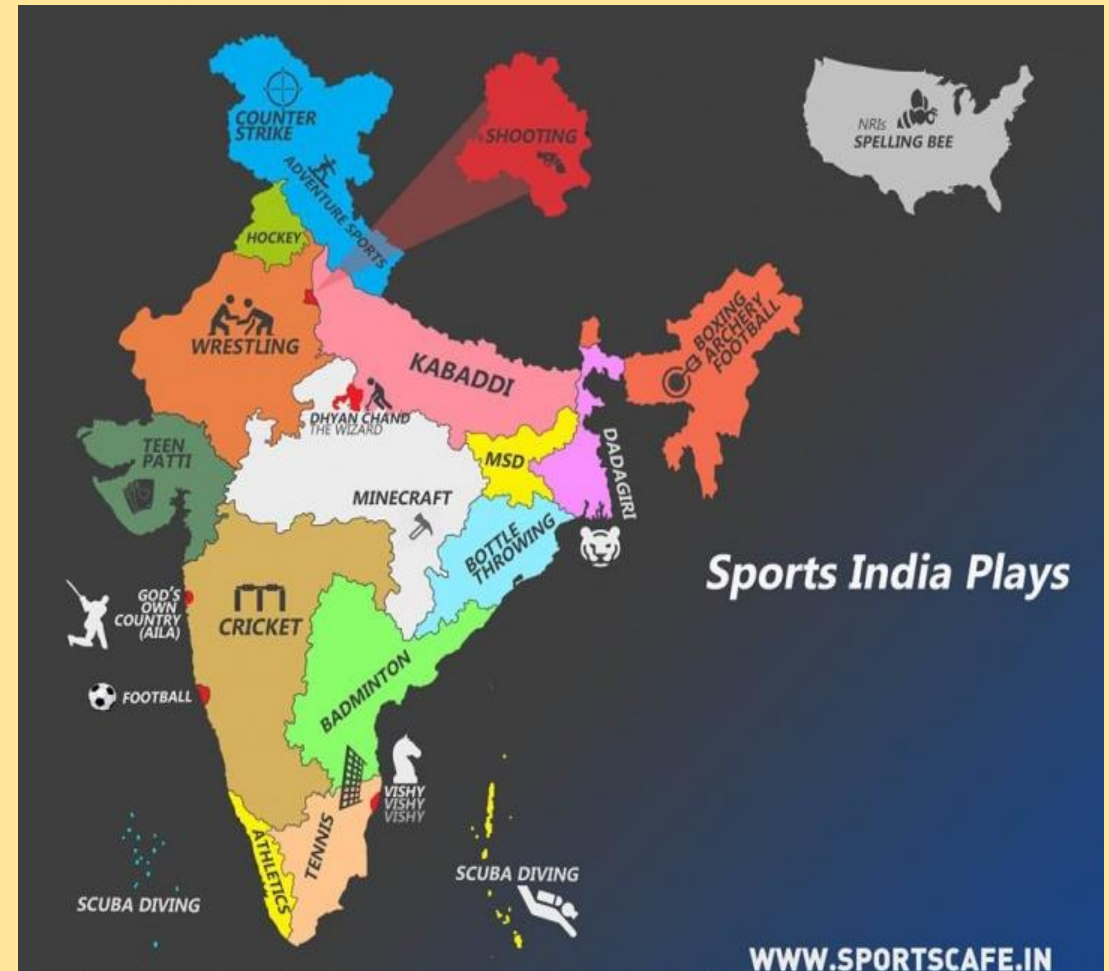 COUNTER
STRIKE
ADVENTURE SPORTS
SHOOTING
NRIs
SPELLING BEE
HOCKEY
WRESTLING
KABADDI
BOXING
ARCHERY
FOOTBALL
DHYAN CHAND
THE WIZARD
TEEN
PATTI
MSD
DADAGIRI
MINECRAFT
BOTTLE
THROWING
Sports India Plays
GOD'S
OWN
COUNTRY
(AILA)
CRICKET
FOOTBALL
BADMINTON
VISHY
VISHY
VISHY
ATHLETICS
TENNIS
SCUBA DIVING
SCUBA DIVING
WWW.SPORTSCAFE.IN